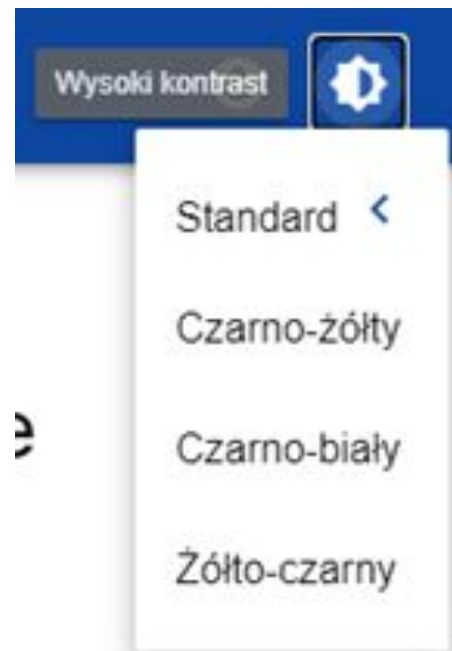 Wysoki kontrast
Standard
Czarno-żółty
e
Czarno-biały
Żółto-czarny